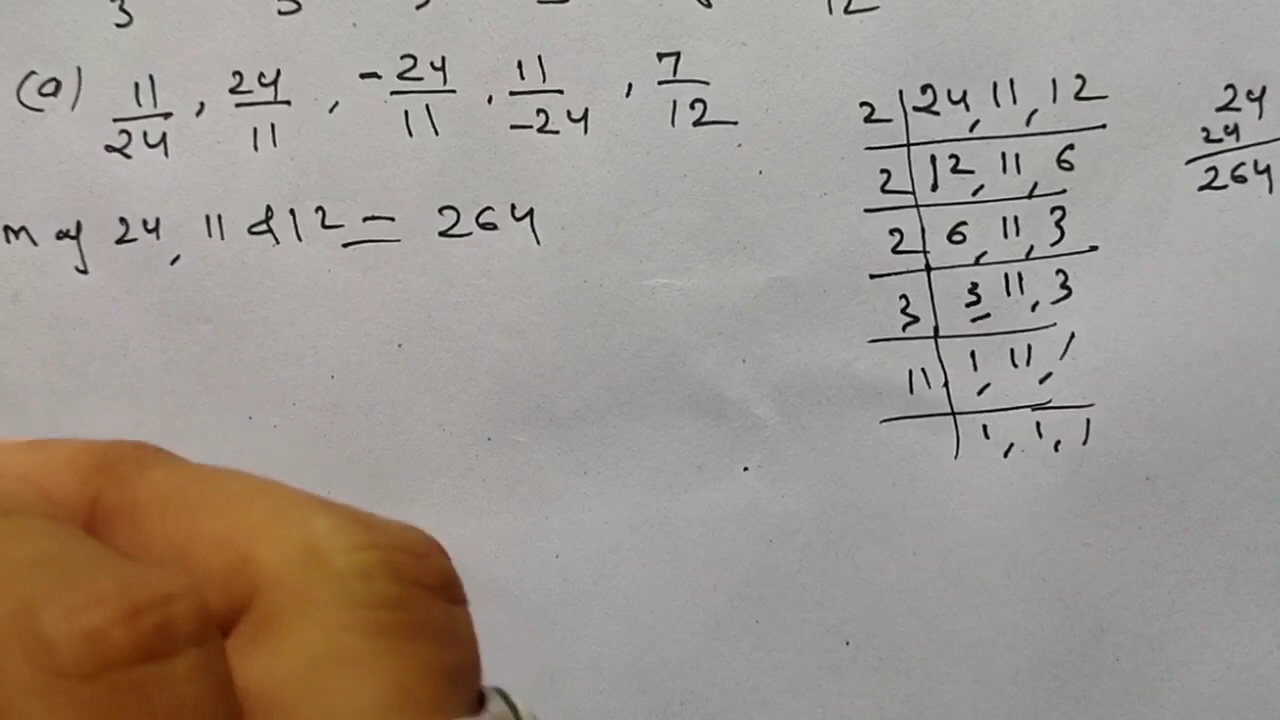 (a) 11/24, 24/11, -24/11, 11/-24, 7/12
m of 24, 11 & 12 = 264
2 | 24, 11, 12
2 | 12, 11, 6
2 | 6, 11, 3
3 | 3 11, 3
11 | 1, 11, 1
| 1, 1, 1
24
24
264